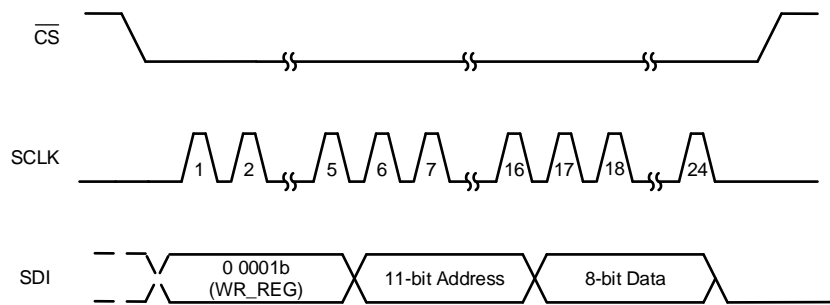 CS
SCLK
1 2 5 6 7 16 17 18 24
SDI
0 0001b
(WR_REG)
11-bit Address
8-bit Data